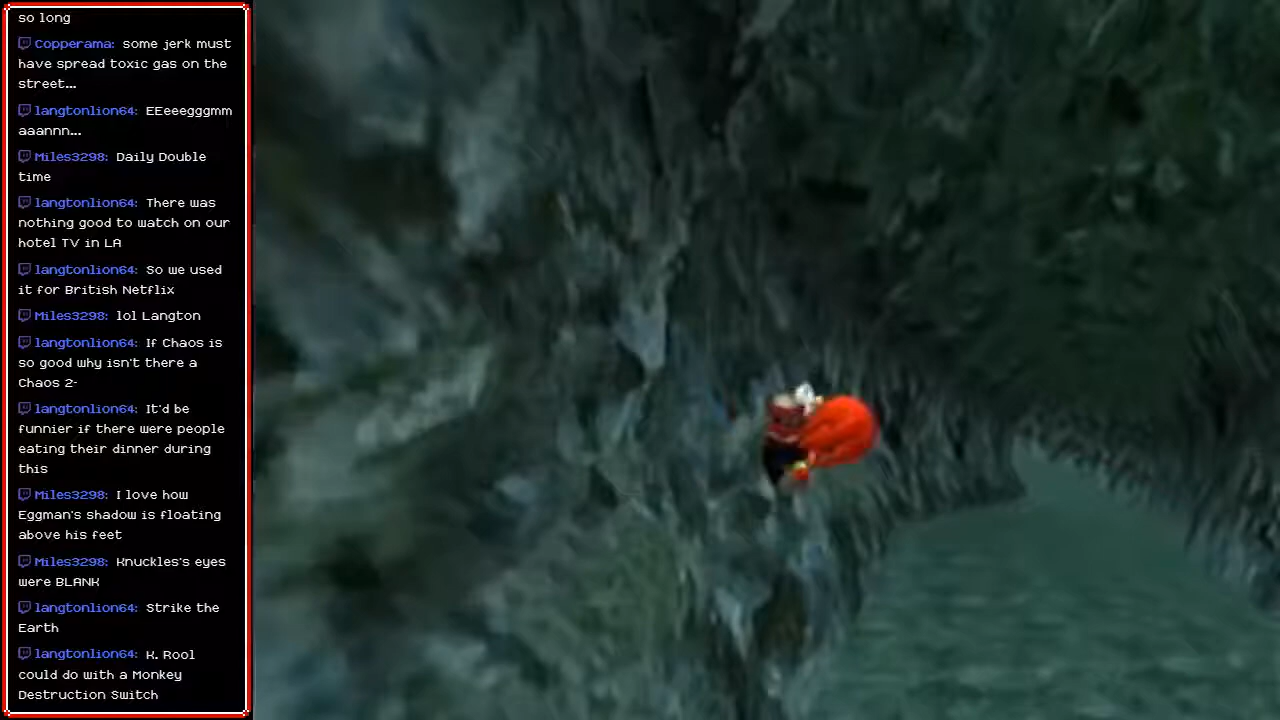 so long
Copperama: some jerk must
have spread toxic gas on the
street...
langtonlion64: EEeeegggmm
aaannn...
Miles3298: Daily Double
time
langtonlion64: There was
nothing good to watch on our
hotel TV in LA
langtonlion64: So we used
it for British Netflix
Miles3298: lol Langton
langtonlion64: If Chaos is
so good why isn't there a
Chaos 2-
langtonlion64: It'd be
funnier if there were people
eating their dinner during
this
Miles3298: I love how
Eggman's shadow is floating
above his feet
Miles3298: Knuckles's eyes
were BLANK
langtonlion64: Strike the
Earth
langtonlion64: K. Rool
could do with a Monkey
Destruction Switch